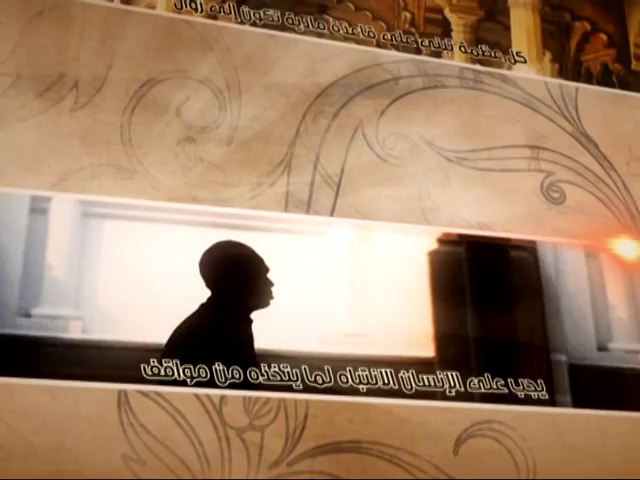 كل عظمة تبنى على قاعدة مادية تكون إلى زوال
يجب على الإنسان الانتباه لما يتخذه من مواقف